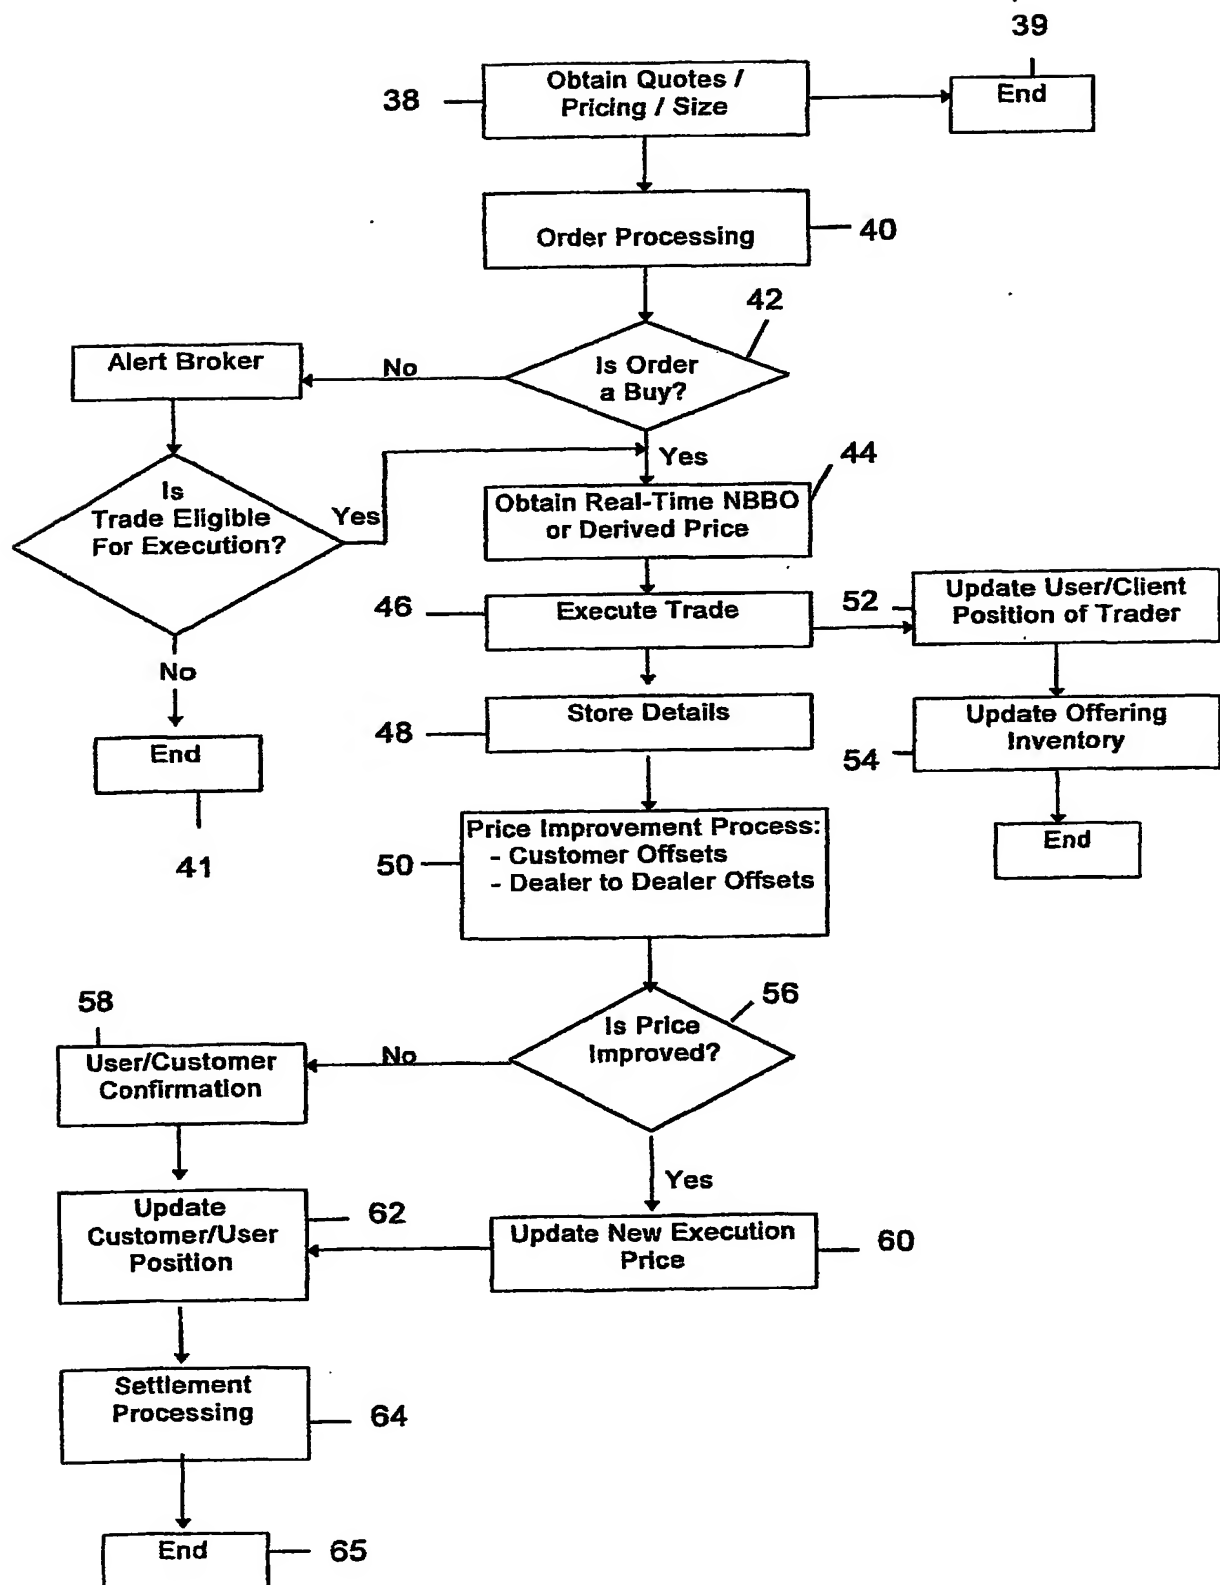 39
Obtain Quotes /
Pricing / Size
38
End
Order Processing
40
42
Is Order
a Buy?
No
Alert Broker
Yes
44
Is
Trade Eligible
For Execution?
Yes
Obtain Real-Time NBBO
or Derived Price
46
Execute Trade
52
Update User/Client
Position of Trader
No
48
Store Details
54
Update Offering
Inventory
End
41
50
Price Improvement Process:
- Customer Offsets
- Dealer to Dealer Offsets
End
58
56
Is Price
Improved?
No
User/Customer
Confirmation
Yes
Update
Customer/User
Position
62
Update New Execution
Price
60
Settlement
Processing
64
End
65